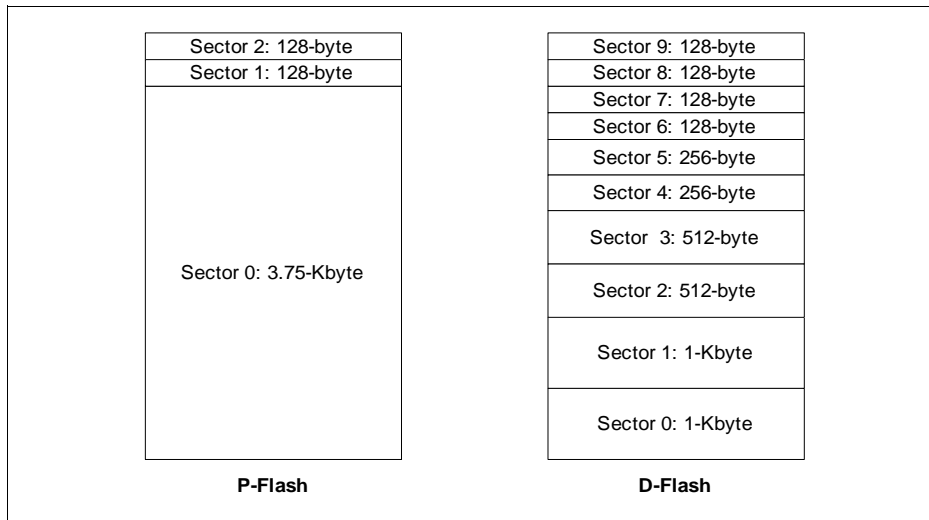 Sector 2: 128-byte
Sector 1: 128-byte
Sector 0: 3.75-Kbyte
P-Flash
Sector 9: 128-byte
Sector 8: 128-byte
Sector 7: 128-byte
Sector 6: 128-byte
Sector 5: 256-byte
Sector 4: 256-byte
Sector 3: 512-byte
Sector 2: 512-byte
Sector 1: 1-Kbyte
Sector 0: 1-Kbyte
D-Flash